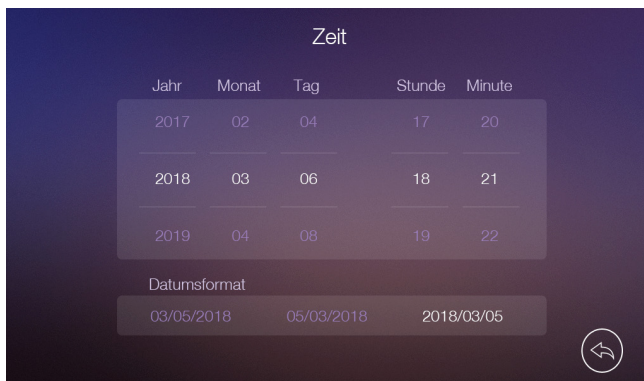 Zeit
Jahr Monat Tag Stunde Minute
2017 02 04 17 20
2018 03 06 18 21
2019 04 08 19 22
Datumsformat
03/05/2018 05/03/2018 2018/03/05